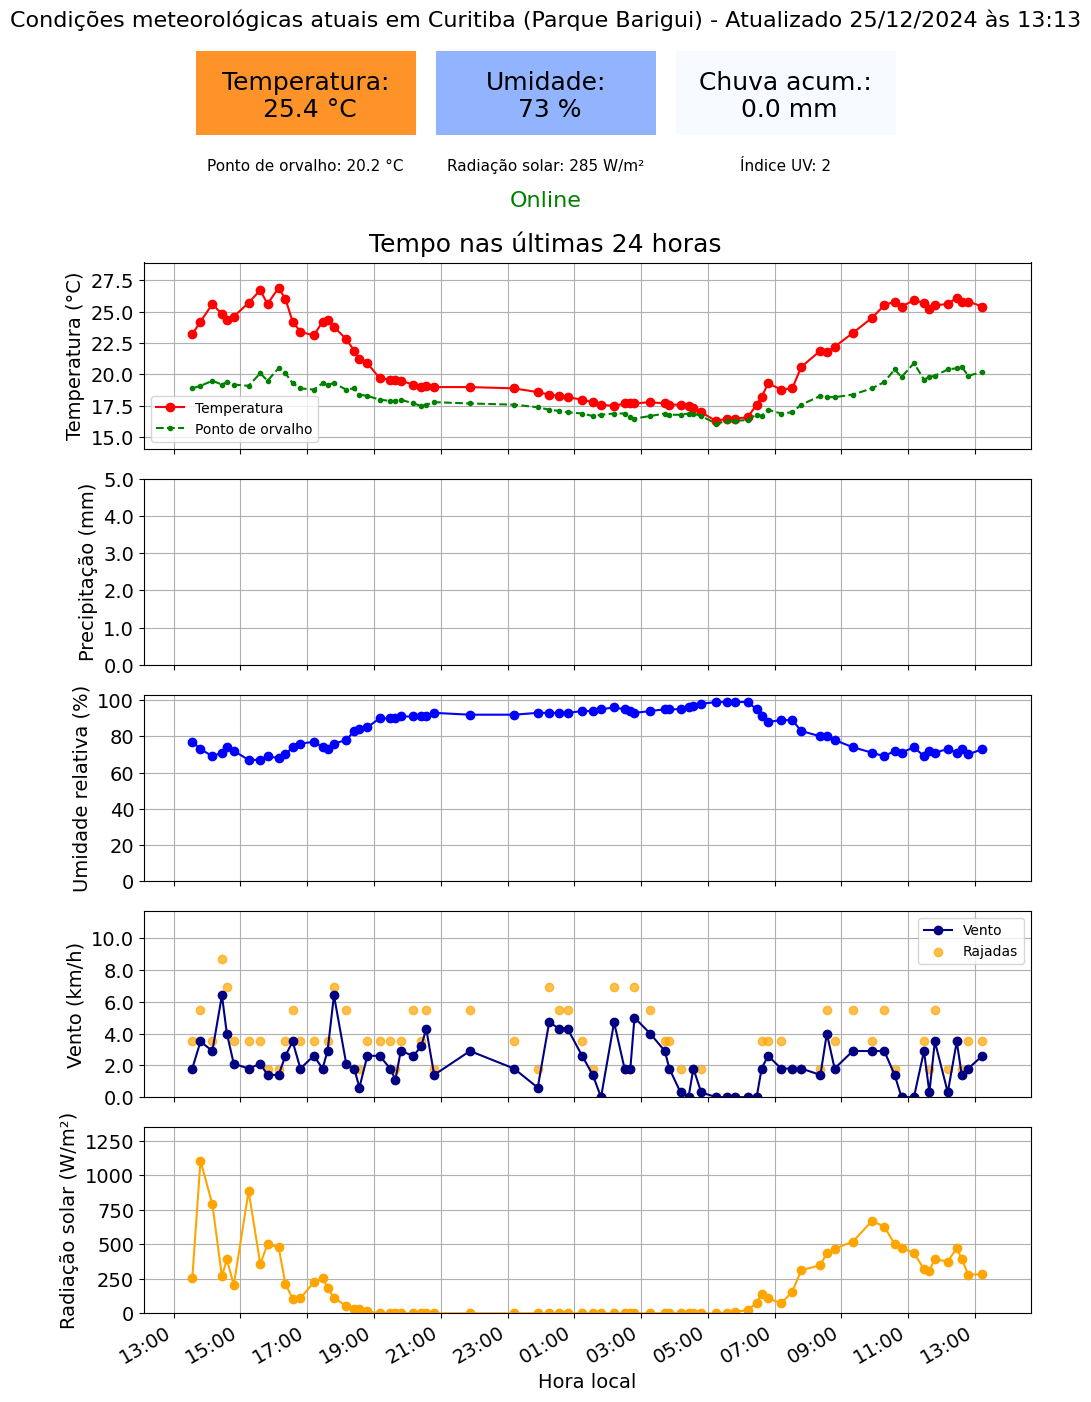 Condições meteorológicas atuais em Curitiba (Parque Barigui) - Atualizado 25/12/2024 às 13:13
Temperatura:
25.4 °C
Umidade:
73 %
Chuva acum.:
0.0 mm
Ponto de orvalho: 20.2 °C
Radiação solar: 285 W/m²
Índice UV: 2
Online
Tempo nas últimas 24 horas
Temperatura (°C)
27.5
25.0
22.5
20.0
17.5
15.0
Temperatura
Ponto de orvalho
Precipitação (mm)
5.0
4.0
3.0
2.0
1.0
0.0
Umidade relativa (%)
100
80
60
40
20
0
Vento (km/h)
10.0
8.0
6.0
4.0
2.0
0.0
Vento
Rajadas
Radiação solar (W/m²)
1250
1000
750
500
250
0
13:00
15:00
17:00
19:00
21:00
23:00
01:00
03:00
05:00
07:00
09:00
11:00
13:00
Hora local